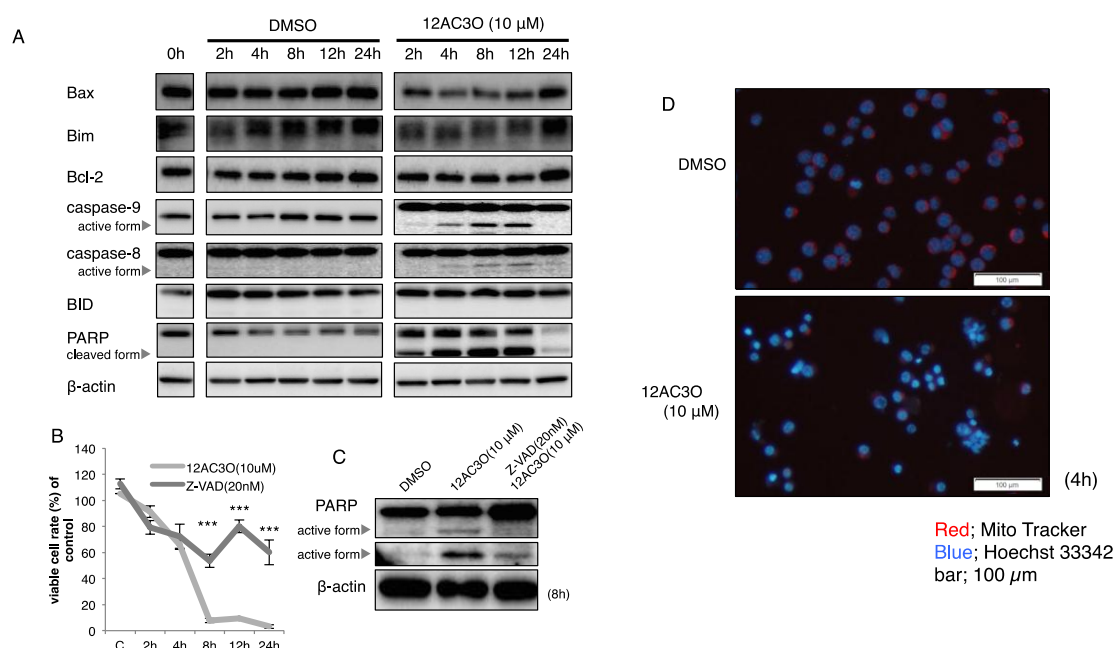 A
DMSO
12AC3O (10 μM)
0h 2h 4h 8h 12h 24h 2h 4h 8h 12h 24h
Bax
Bim
Bcl-2
caspase-9
active form
caspase-8
active form
BID
PARP
cleaved form
β-actin
B
140
120
100
80
60
40
20
0
viable cell rate (%) of
control
12AC3O(10uM)
Z-VAD(20nM)
***
***
***
C 2h 4h 8h 12h 24h
C
DMSO
12AC3O(10 μM)
Z-VAD(20nM)
12AC3O(10 μM)
PARP
active form
active form
β-actin
(8h)
D
DMSO
100 μm
12AC3O
(10 μM)
100 μm
(4h)
Red; Mito Tracker
Blue; Hoechst 33342
bar; 100 μm